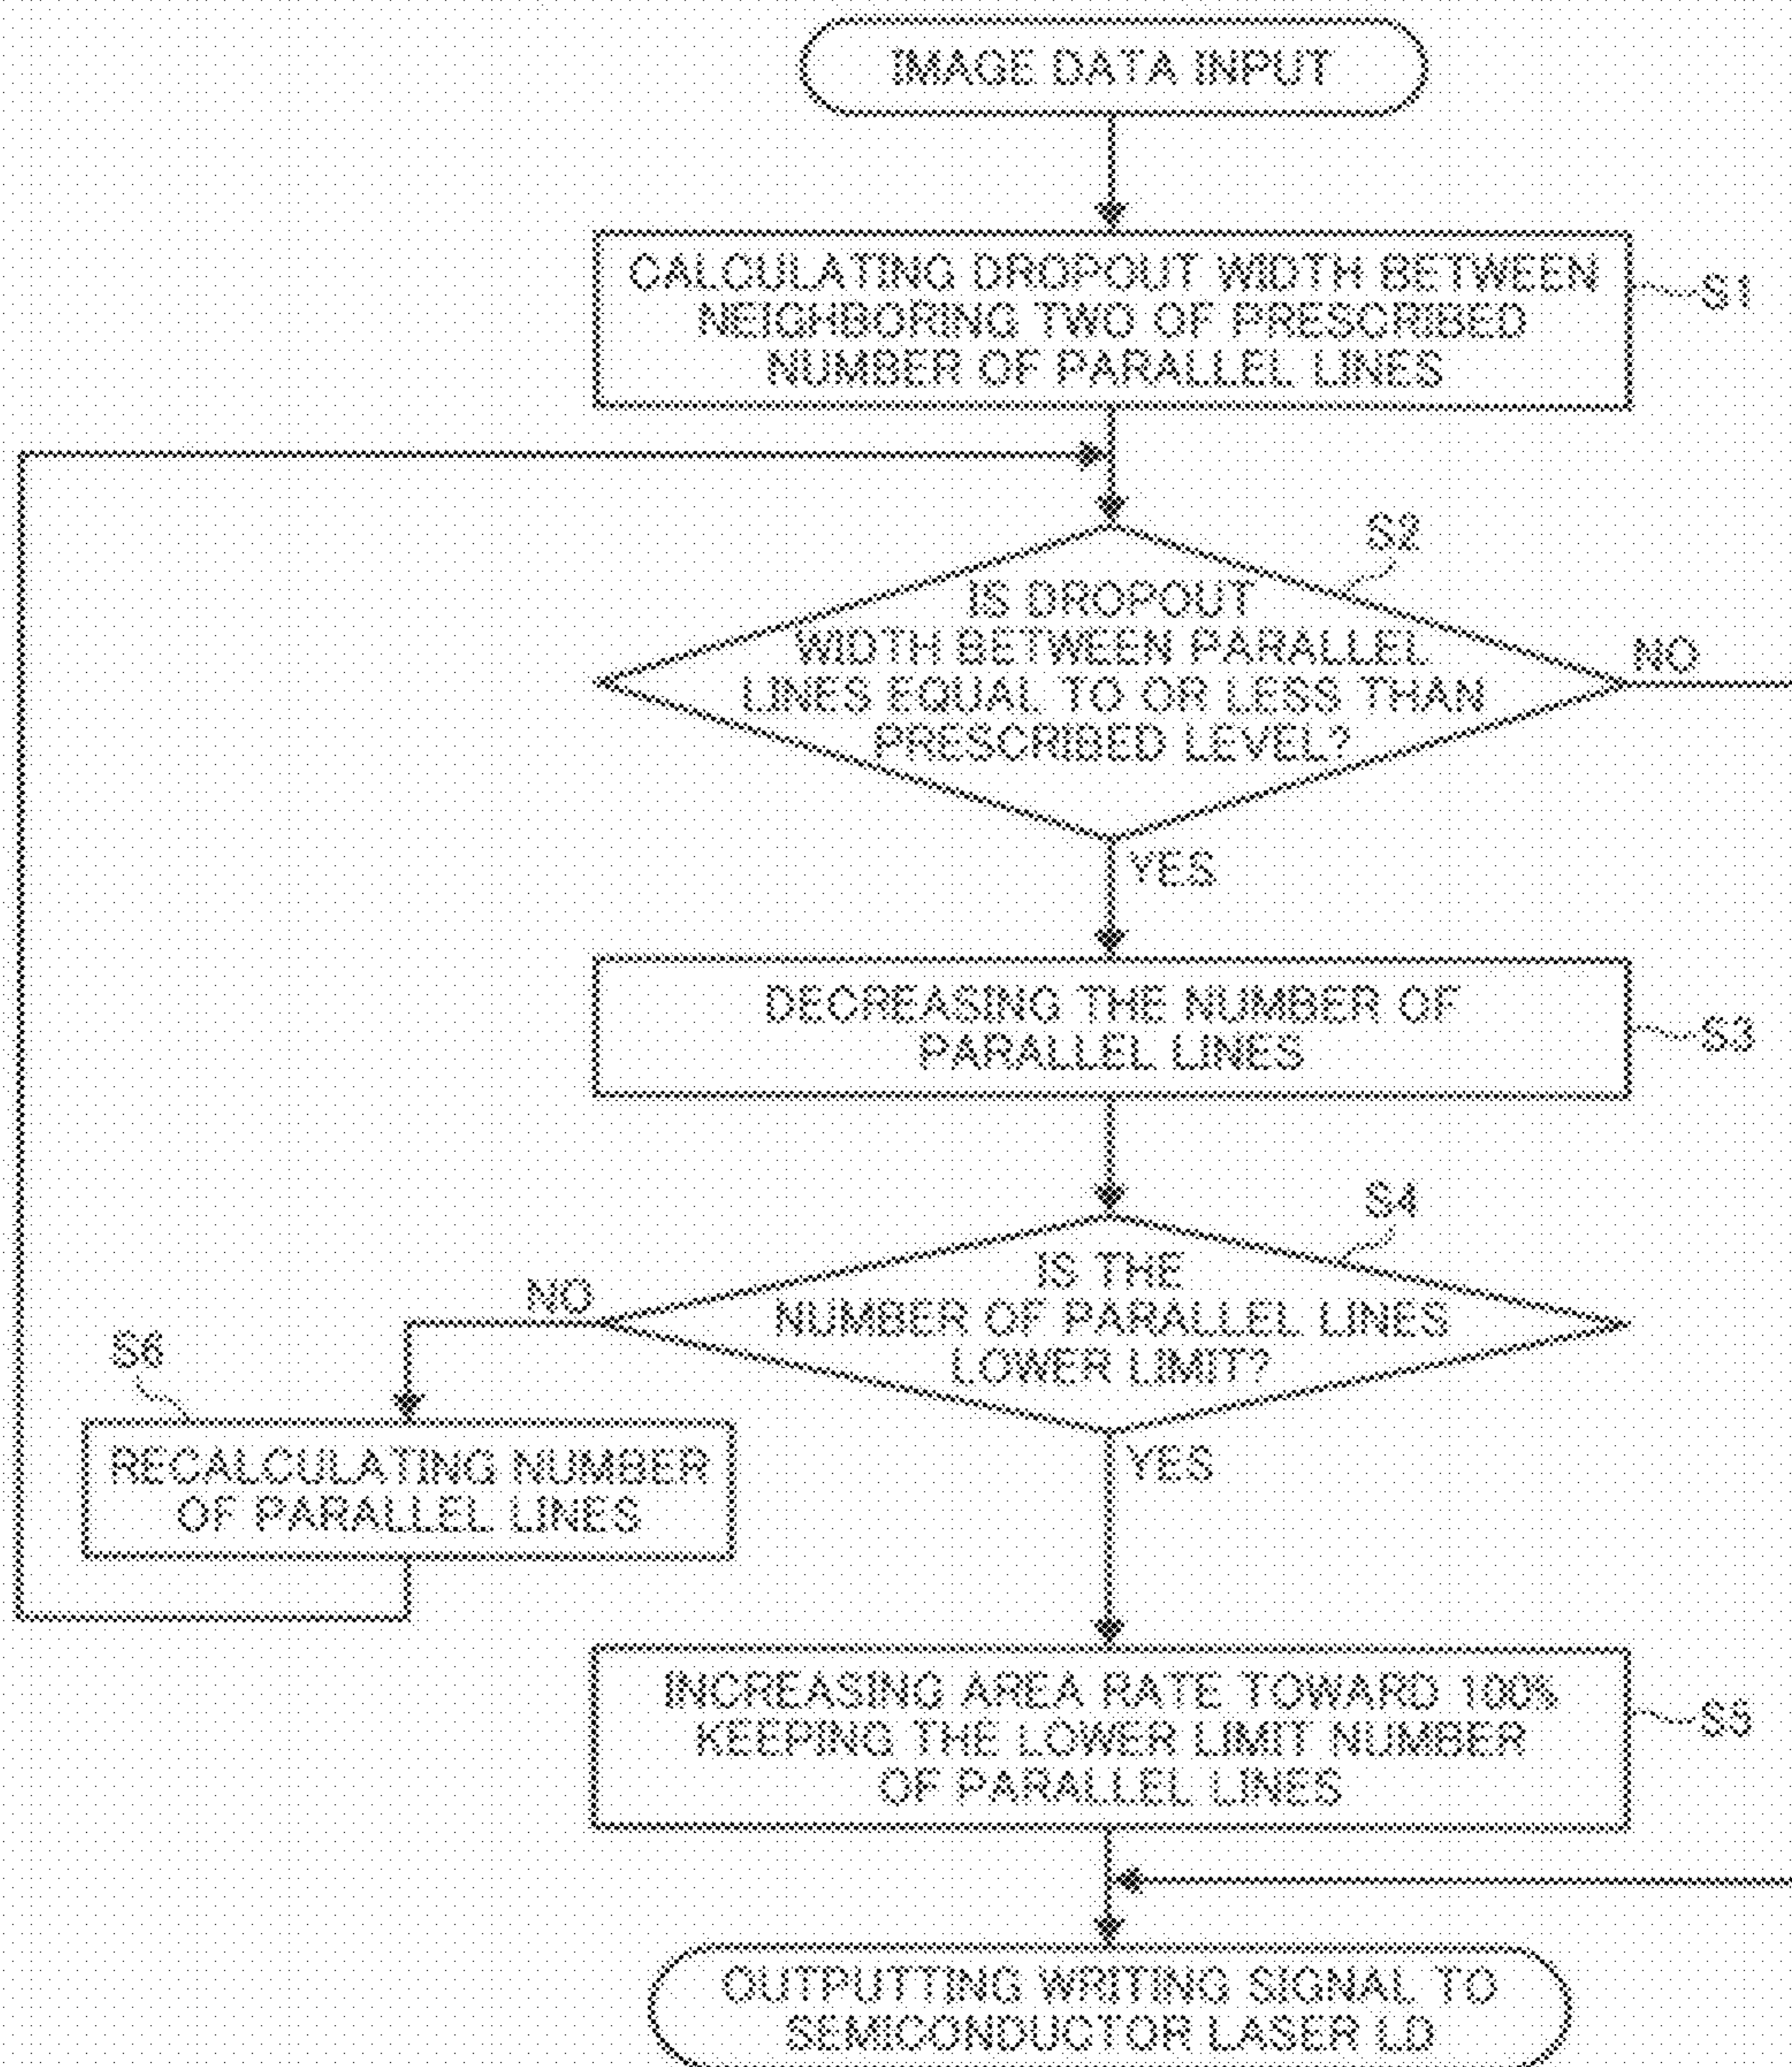 IMAGE DATA INPUT
CALCULATING DROPOUT WIDTH BETWEEN
NEIGHBORING TWO OF PRESCRIBED
NUMBER OF PARALLEL LINES
S1
S2
IS DROPOUT
WIDTH BETWEEN PARALLEL
LINES EQUAL TO OR LESS THAN
PRESCRIBED LEVEL?
NO
YES
DECREASING THE NUMBER OF
PARALLEL LINES
S3
S4
IS THE
NUMBER OF PARALLEL LINES
LOWER LIMIT?
NO
YES
S6
RECALCULATING NUMBER
OF PARALLEL LINES
INCREASING AREA RATE TOWARD 100%
KEEPING THE LOWER LIMIT NUMBER
OF PARALLEL LINES
S5
OUTPUTTING WRITING SIGNAL TO
SEMICONDUCTOR LASER LD